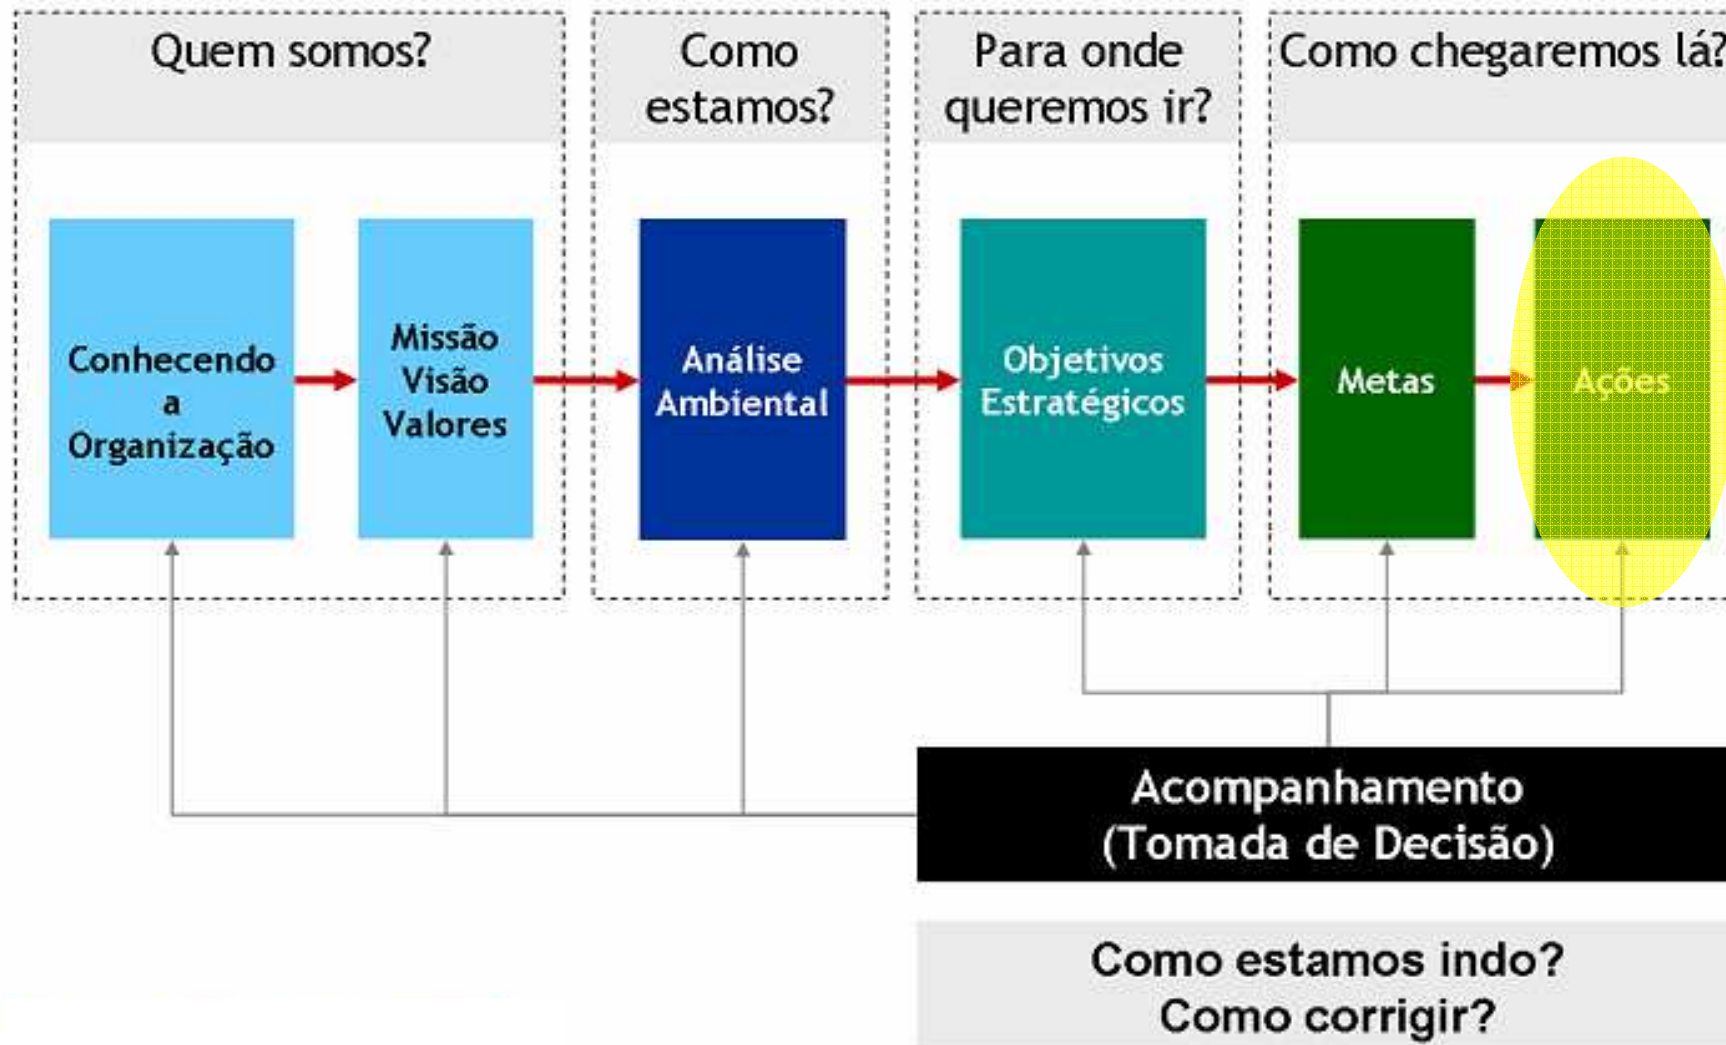 Quem somos?
Como
estamos?
Para onde
queremos ir?
Como chegaremos lá?
Conhecendo
a
Organização
Missão
Visão
Valores
Análise
Ambiental
Objetivos
Estratégicos
Metas
Ações
Acompanhamento
(Tomada de Decisão)
Como estamos indo?
Como corrigir?